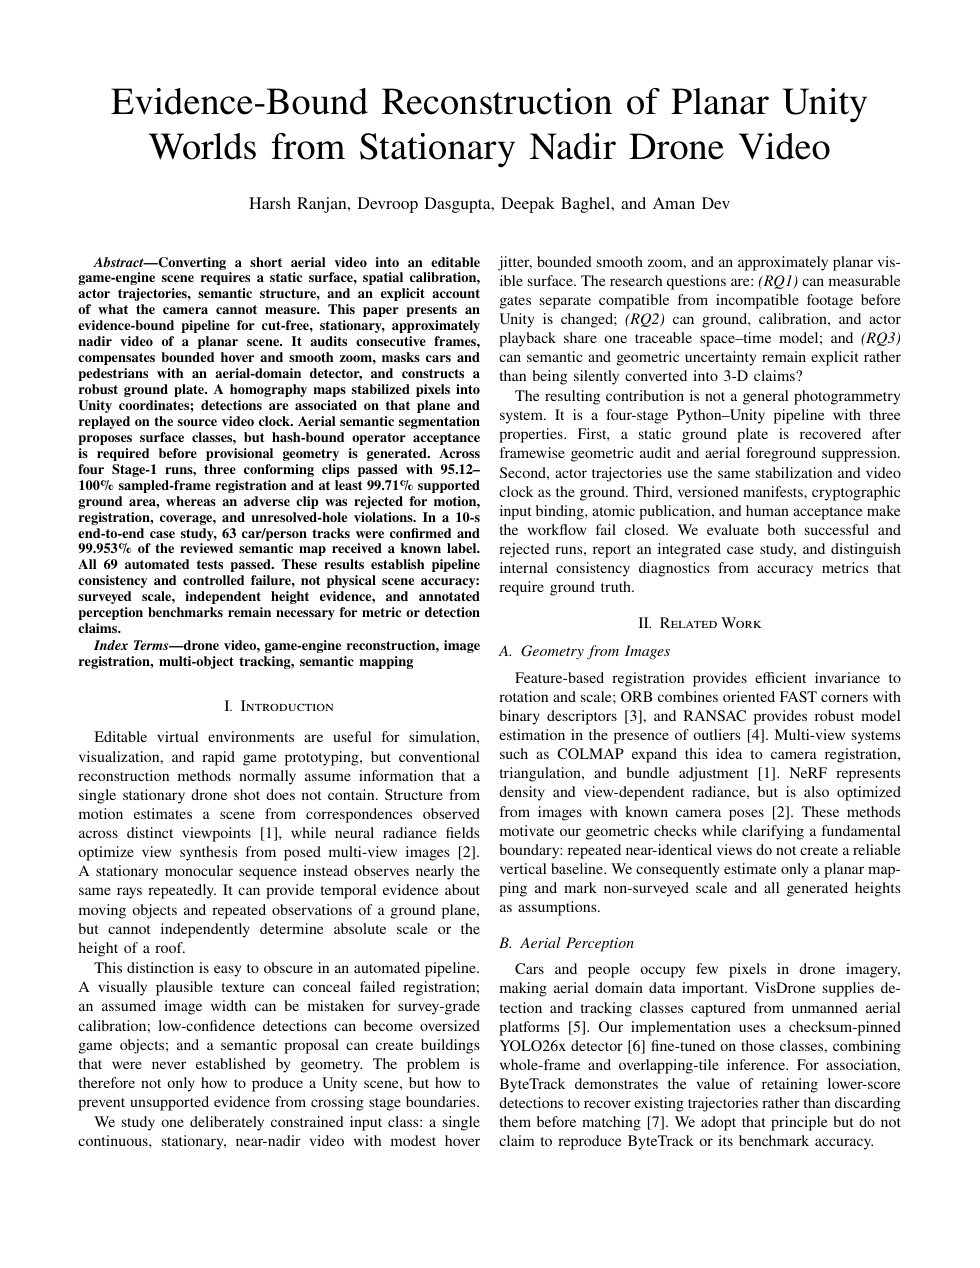 Evidence-Bound Reconstruction of Planar Unity
Worlds from Stationary Nadir Drone Video
Harsh Ranjan, Devroop Dasgupta, Deepak Baghel, and Aman Dev
Abstract—Converting a short aerial video into an editable
game-engine scene requires a static surface, spatial calibration,
actor trajectories, semantic structure, and an explicit account
of what the camera cannot measure. This paper presents an
evidence-bound pipeline for cut-free, stationary, approximately
nadir video of a planar scene. It audits consecutive frames,
compensates bounded hover and smooth zoom, masks cars and
pedestrians with an aerial-domain detector, and constructs a
robust ground plate. A homography maps stabilized pixels into
Unity coordinates; detections are associated on that plane and
replayed on the source video clock. Aerial semantic segmentation
proposes surface classes, but hash-bound operator acceptance
is required before provisional geometry is generated. Across
four Stage-1 runs, three conforming clips passed with 95.12–
100% sampled-frame registration and at least 99.71% supported
ground area, whereas an adverse clip was rejected for motion,
registration, coverage, and unresolved-hole violations. In a 10-s
end-to-end case study, 63 car/person tracks were confirmed and
99.953% of the reviewed semantic map received a known label.
All 69 automated tests passed. These results establish pipeline
consistency and controlled failure, not physical scene accuracy:
surveyed scale, independent height evidence, and annotated
perception benchmarks remain necessary for metric or detection
claims.
Index Terms—drone video, game-engine reconstruction, image
registration, multi-object tracking, semantic mapping
I. Introduction
Editable virtual environments are useful for simulation,
visualization, and rapid game prototyping, but conventional
reconstruction methods normally assume information that a
single stationary drone shot does not contain. Structure from
motion estimates a scene from correspondences observed
across distinct viewpoints [1], while neural radiance fields
optimize view synthesis from posed multi-view images [2].
A stationary monocular sequence instead observes nearly the
same rays repeatedly. It can provide temporal evidence about
moving objects and repeated observations of a ground plane,
but cannot independently determine absolute scale or the
height of a roof.
This distinction is easy to obscure in an automated pipeline.
A visually plausible texture can conceal failed registration;
an assumed image width can be mistaken for survey-grade
calibration; low-confidence detections can become oversized
game objects; and a semantic proposal can create buildings
that were never established by geometry. The problem is
therefore not only how to produce a Unity scene, but how to
prevent unsupported evidence from crossing stage boundaries.
We study one deliberately constrained input class: a single
continuous, stationary, near-nadir video with modest hover
jitter, bounded smooth zoom, and an approximately planar vis-
ible surface. The research questions are: (RQ1) can measurable
gates separate compatible from incompatible footage before
Unity is changed; (RQ2) can ground, calibration, and actor
playback share one traceable space–time model; and (RQ3)
can semantic and geometric uncertainty remain explicit rather
than being silently converted into 3-D claims?
The resulting contribution is not a general photogrammetry
system. It is a four-stage Python–Unity pipeline with three
properties. First, a static ground plate is recovered after
framewise geometric audit and aerial foreground suppression.
Second, actor trajectories use the same stabilization and video
clock as the ground. Third, versioned manifests, cryptographic
input binding, atomic publication, and human acceptance make
the workflow fail closed. We evaluate both successful and
rejected runs, report an integrated case study, and distinguish
internal consistency diagnostics from accuracy metrics that
require ground truth.
II. Related Work
A. Geometry from Images
Feature-based registration provides efficient invariance to
rotation and scale; ORB combines oriented FAST corners with
binary descriptors [3], and RANSAC provides robust model
estimation in the presence of outliers [4]. Multi-view systems
such as COLMAP expand this idea to camera registration,
triangulation, and bundle adjustment [1]. NeRF represents
density and view-dependent radiance, but is also optimized
from images with known camera poses [2]. These methods
motivate our geometric checks while clarifying a fundamental
boundary: repeated near-identical views do not create a reliable
vertical baseline. We consequently estimate only a planar map-
ping and mark non-surveyed scale and all generated heights
as assumptions.
B. Aerial Perception
Cars and people occupy few pixels in drone imagery,
making aerial domain data important. VisDrone supplies de-
tection and tracking classes captured from unmanned aerial
platforms [5]. Our implementation uses a checksum-pinned
YOLO26x detector [6] fine-tuned on those classes, combining
whole-frame and overlapping-tile inference. For association,
ByteTrack demonstrates the value of retaining lower-score
detections to recover existing trajectories rather than discarding
them before matching [7]. We adopt that principle but do not
claim to reproduce ByteTrack or its benchmark accuracy.